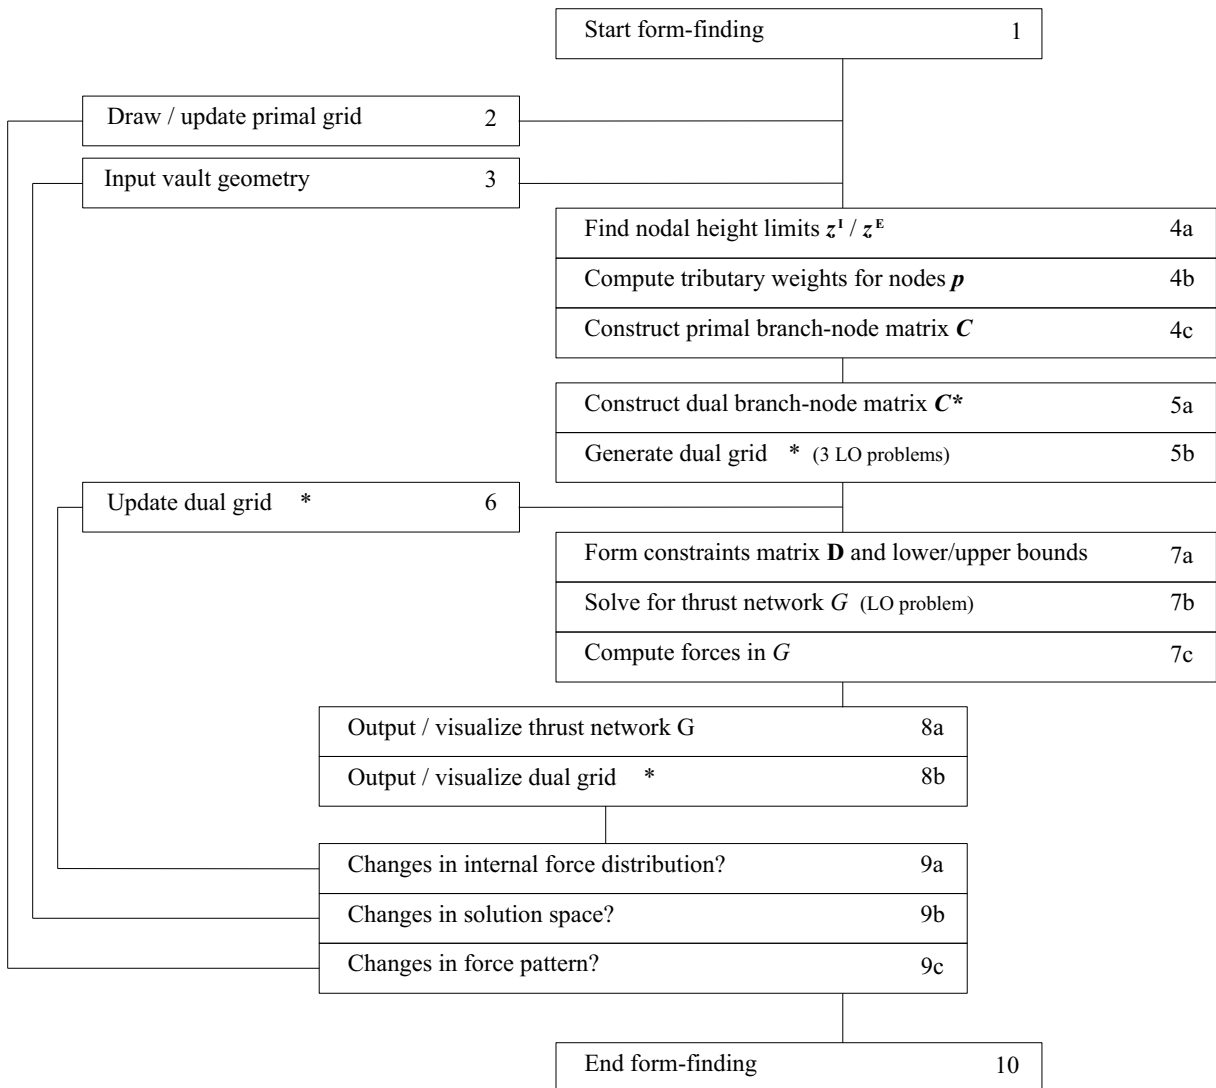 Start form-finding 1
Draw / update primal grid 2
Input vault geometry 3
Find nodal height limits zᴵ / zᴱ 4a
Compute tributary weights for nodes p 4b
Construct primal branch-node matrix C 4c
Construct dual branch-node matrix C* 5a
Generate dual grid * (3 LO problems) 5b
Update dual grid * 6
Form constraints matrix D and lower/upper bounds 7a
Solve for thrust network G (LO problem) 7b
Compute forces in G 7c
Output / visualize thrust network G 8a
Output / visualize dual grid * 8b
Changes in internal force distribution? 9a
Changes in solution space? 9b
Changes in force pattern? 9c
End form-finding 10